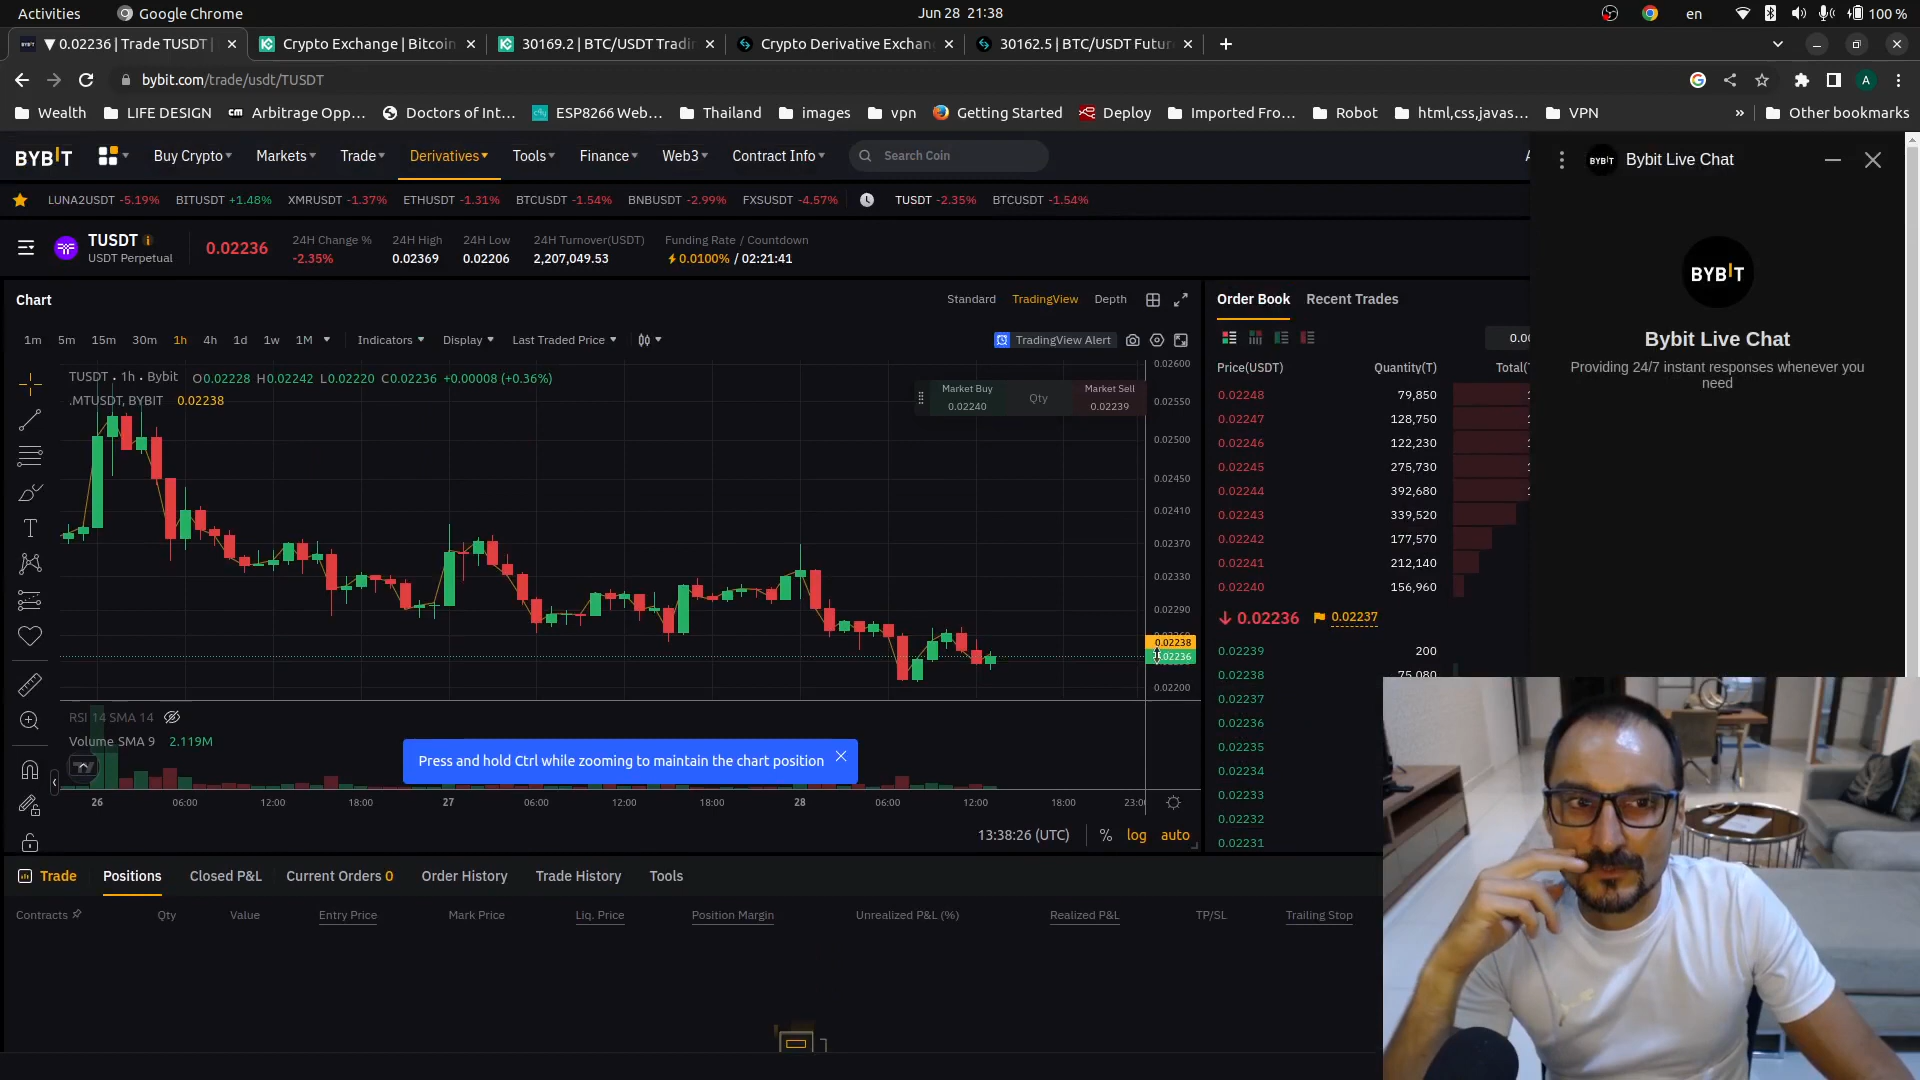 Activities Google Chrome Jun 28 21:38 en 100 %
▼ 0.02236 | Trade TUSDT | Crypto Exchange | Bitcoin 30169.2 | BTC/USDT Tradi Crypto Derivative Exchan 30162.5 | BTC/USDT Futur
bybit.com/trade/usdt/TUSDT A
Wealth LIFE DESIGN cm Arbitrage Opp... Doctors of Int... ESP8266 Web... Thailand images vpn Getting Started Deploy Imported Fro... Robot html,css,javas... VPN » Other bookmarks
BYBIT Buy Crypto Markets Trade Derivatives Tools Finance Web3 Contract Info Search Coin
BYBIT Bybit Live Chat
LUNA2USDT -5.19% BITUSDT +1.48% XMRUSDT -1.37% ETHUSDT -1.31% BTCUSDT -1.54% BNBUSDT -2.99% FXSUSDT -4.57% TUSDT -2.35% BTCUSDT -1.54%
TUSDT 0.02236 24H Change % 24H High 24H Low 24H Turnover(USDT) Funding Rate / Countdown
USDT Perpetual -2.35% 0.02369 0.02206 2,207,049.53 0.0100% / 02:21:41
BYBIT
Bybit Live Chat
Providing 24/7 instant responses whenever you
need
Chart Standard TradingView Depth
1m 5m 15m 30m 1h 4h 1d 1w 1M Indicators Display Last Traded Price TradingView Alert
TUSDT · 1h · Bybit O0.02228 H0.02242 L0.02220 C0.02236 +0.00008 (+0.36%)
.MTUSDT, BYBIT 0.02238
Market Buy Qty Market Sell
0.02240 0.02239
0.02600
0.02550
0.02500
0.02450
0.02410
0.02370
0.02330
0.02290
0.02238
0.02236
0.02200
RSI 14 SMA 14
Volume SMA 9 2.119M
Press and hold Ctrl while zooming to maintain the chart position
26 06:00 12:00 18:00 27 06:00 12:00 18:00 28 06:00 12:00 18:00 23:0
13:38:26 (UTC) % log auto
Order Book Recent Trades
0.00
Price(USDT) Quantity(T) Total(
0.02248 79,850
0.02247 128,750
0.02246 122,230
0.02245 275,730
0.02244 392,680
0.02243 339,520
0.02242 177,570
0.02241 212,140
0.02240 156,960
0.02236 0.02237
0.02239 200
0.02238 75,080
0.02237
0.02236
0.02235
0.02234
0.02233
0.02232
0.02231
Trade Positions Closed P&L Current Orders 0 Order History Trade History Tools
Contracts Qty Value Entry Price Mark Price Liq. Price Position Margin Unrealized P&L (%) Realized P&L TP/SL Trailing Stop